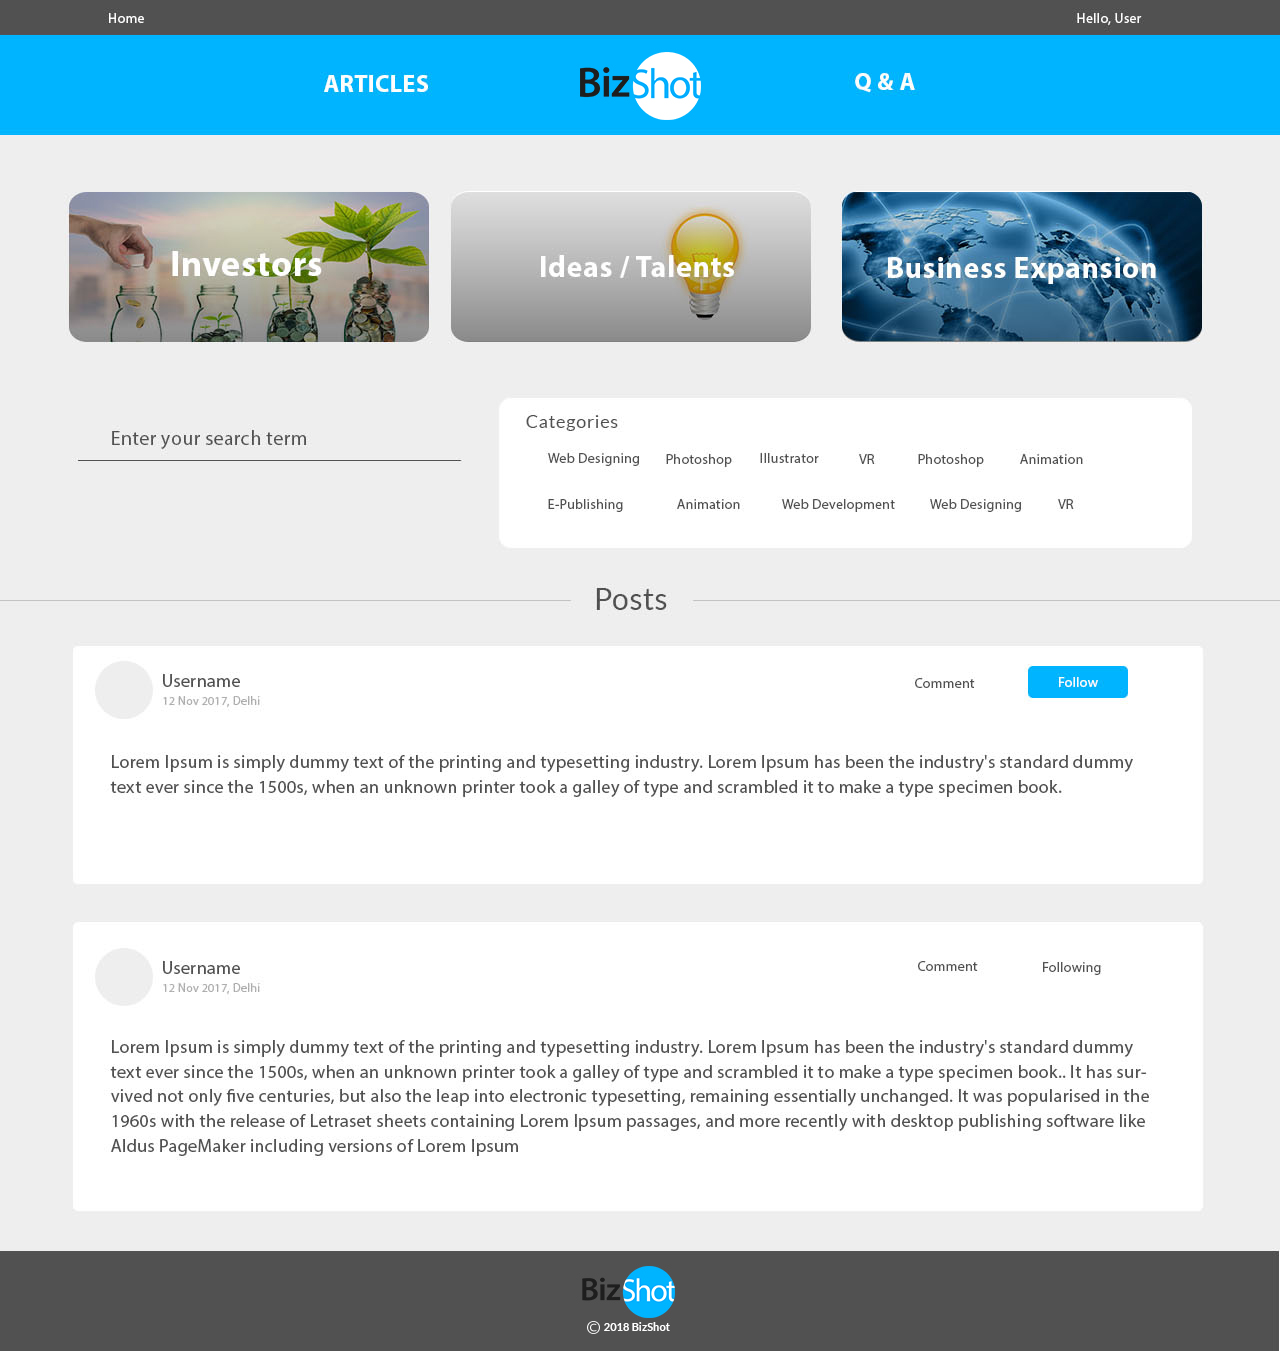 Home
Hello, User
ARTICLES
BizShot
Q & A
Investors
Ideas / Talents
Business Expansion
Enter your search term
Categories
Web Designing
Photoshop
Illustrator
VR
Photoshop
Animation
E-Publishing
Animation
Web Development
Web Designing
VR
Posts
Username
12 Nov 2017, Delhi
Comment
Follow
Lorem Ipsum is simply dummy text of the printing and typesetting industry. Lorem Ipsum has been the industry's standard dummy
text ever since the 1500s, when an unknown printer took a galley of type and scrambled it to make a type specimen book.
Username
12 Nov 2017, Delhi
Comment
Following
Lorem Ipsum is simply dummy text of the printing and typesetting industry. Lorem Ipsum has been the industry's standard dummy
text ever since the 1500s, when an unknown printer took a galley of type and scrambled it to make a type specimen book.. It has sur-
vived not only five centuries, but also the leap into electronic typesetting, remaining essentially unchanged. It was popularised in the
1960s with the release of Letraset sheets containing Lorem Ipsum passages, and more recently with desktop publishing software like
Aldus PageMaker including versions of Lorem Ipsum
BizShot
© 2018 BizShot